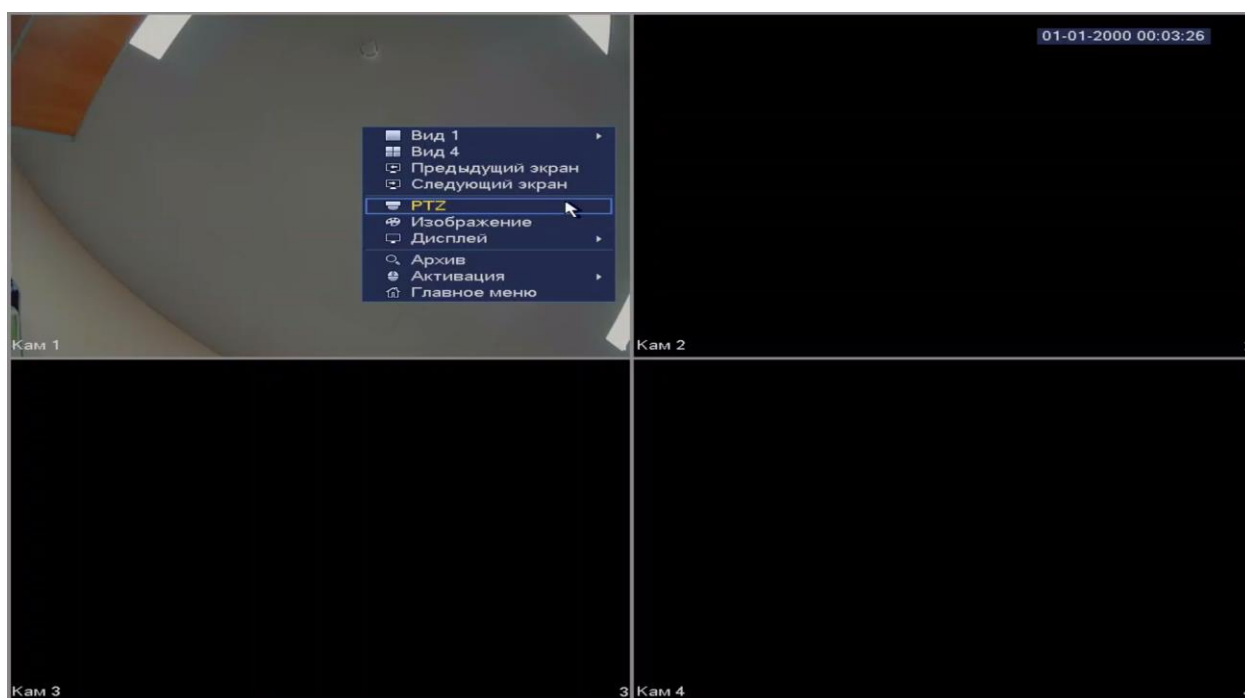 01-01-2000 00:03:26
Вид 1
Вид 4
Предыдущий экран
Следующий экран
PTZ
Изображение
Дисплей
Архив
Активация
Главное меню
Кам 1
Кам 2
Кам 3
3
Кам 4